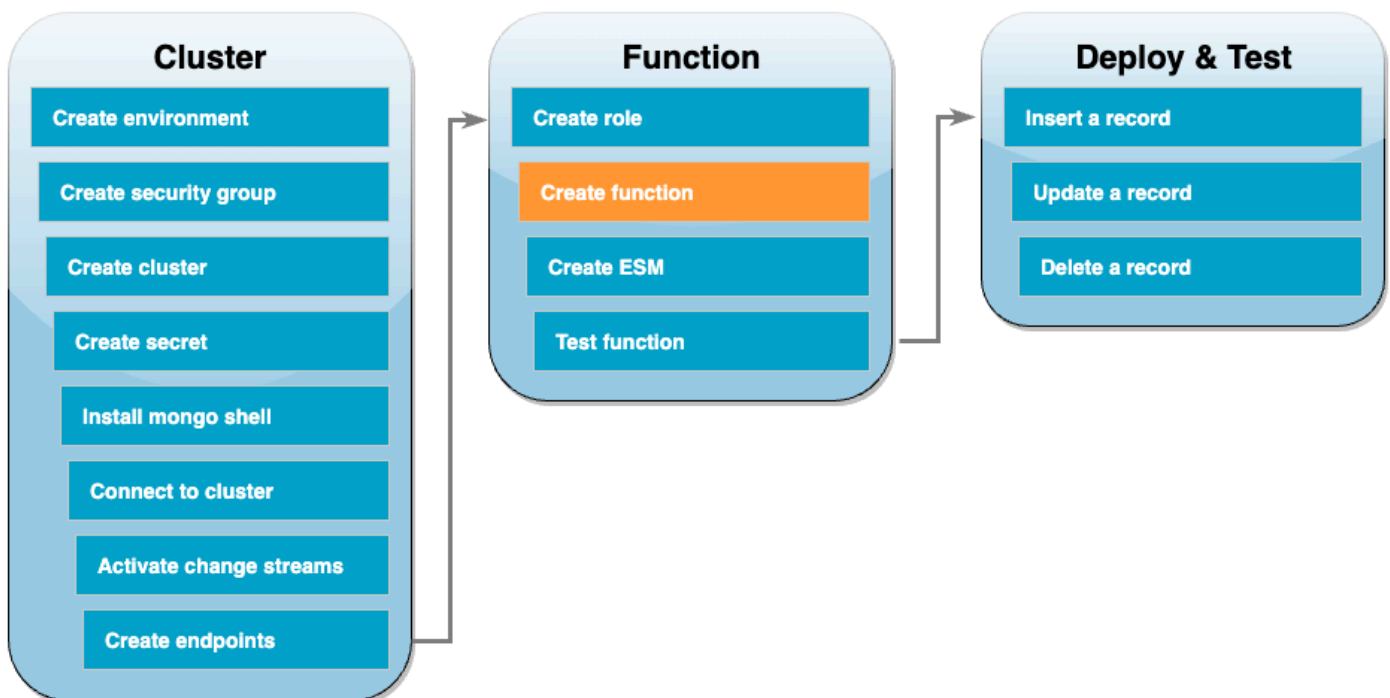 Cluster
Create environment
Create security group
Create cluster
Create secret
Install mongo shell
Connect to cluster
Activate change streams
Create endpoints
Function
Create role
Create function
Create ESM
Test function
Deploy & Test
Insert a record
Update a record
Delete a record